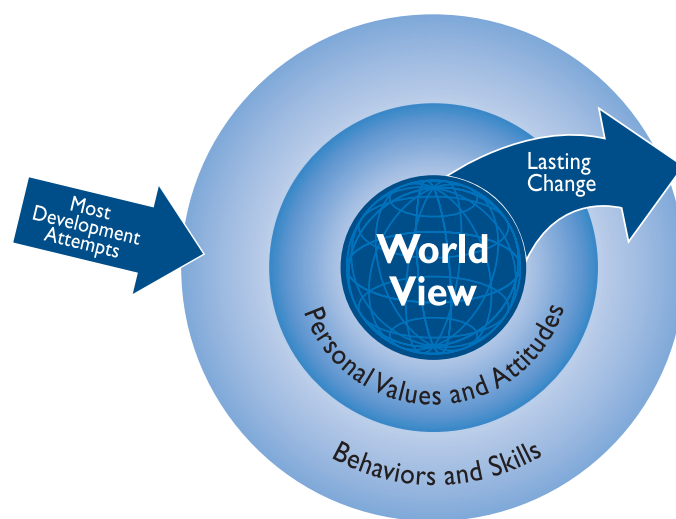 Most
Development
Attempts
Lasting
Change
World
View
Personal Values and Attitudes
Behaviors and Skills